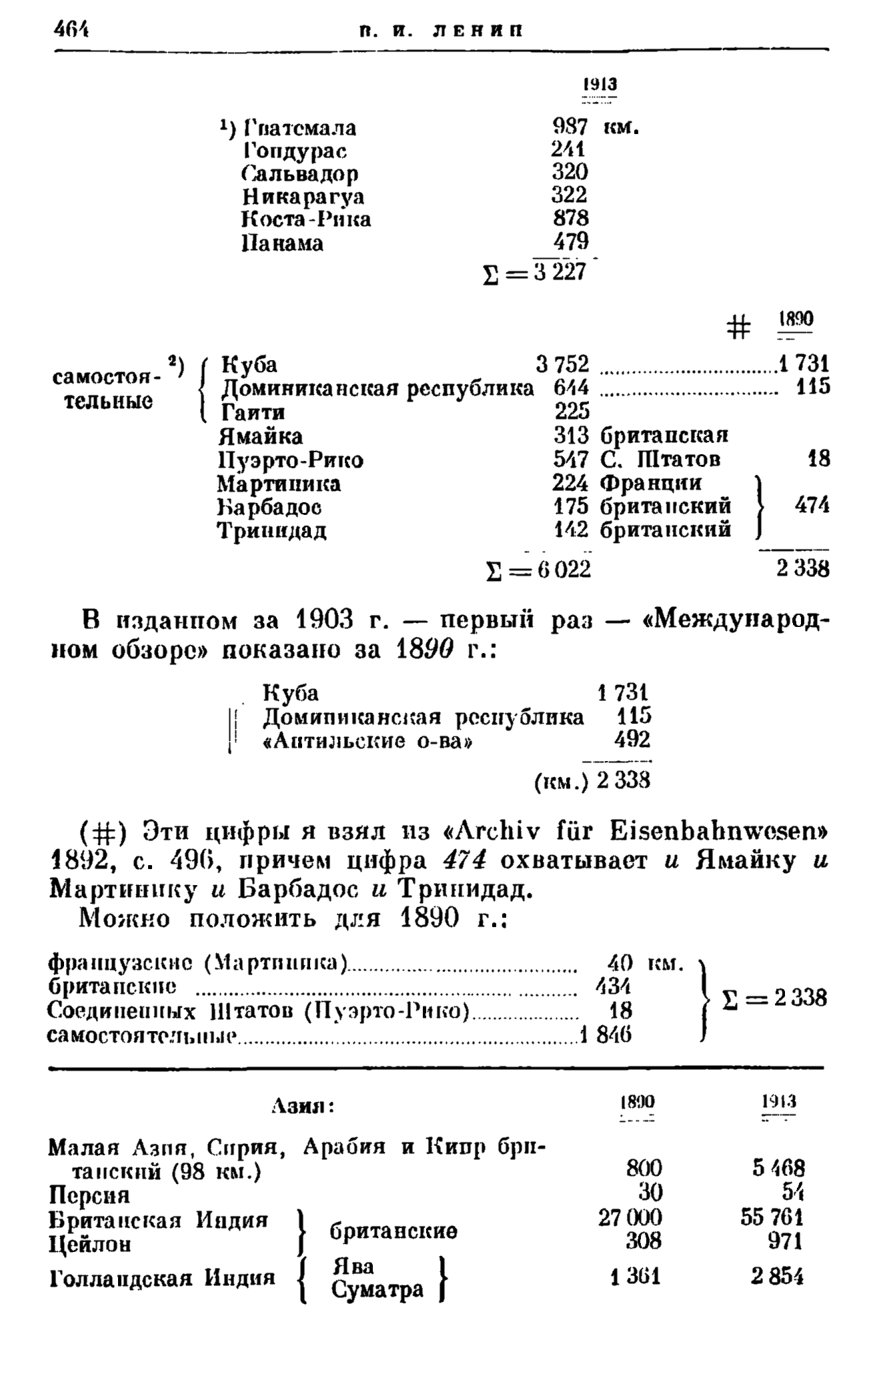 464
В. И. ЛЕНИН
1913
¹) Гватемала 987 км.
Гондурас 241
Сальвадор 320
Никарагуа 322
Коста-Рика 878
Панама 479
Σ = 3 227
# 1890
самостоятельные ²) { Куба 3 752 .......... 1 731
Доминиканская республика 644 .......... 115
Гаити 225
Ямайка 313 британская
Пуэрто-Рико 547 С. Штатов 18
Мартиника 224 Франции }
Барбадос 175 британский } 474
Тринидад 142 британский }
Σ = 6 022 2 338
В изданном за 1903 г. — первый раз — «Международ-
ном обзоре» показано за 1890 г.:
Куба 1 731
Доминиканская республика 115
«Антильские о-ва» 492
(км.) 2 338
(#) Эти цифры я взял из «Archiv für Eisenbahnwesen»
1892, с. 496, причем цифра 474 охватывает и Ямайку и
Мартинику и Барбадос и Тринидад.
Можно положить для 1890 г.:
французские (Мартиника).......... 40 км. }
британские .......... 434
Соединенных Штатов (Пуэрто-Рико).......... 18 } Σ = 2 338
самостоятельные..........1 846
Азия: 1890 1913
Малая Азия, Сирия, Аравия и Кипр бри-
танский (98 км.) 800 5 468
Персия 30 54
Британская Индия } британские 27 000 55 761
Цейлон } 308 971
Голландская Индия { Ява } 1 361 2 854
Суматра }